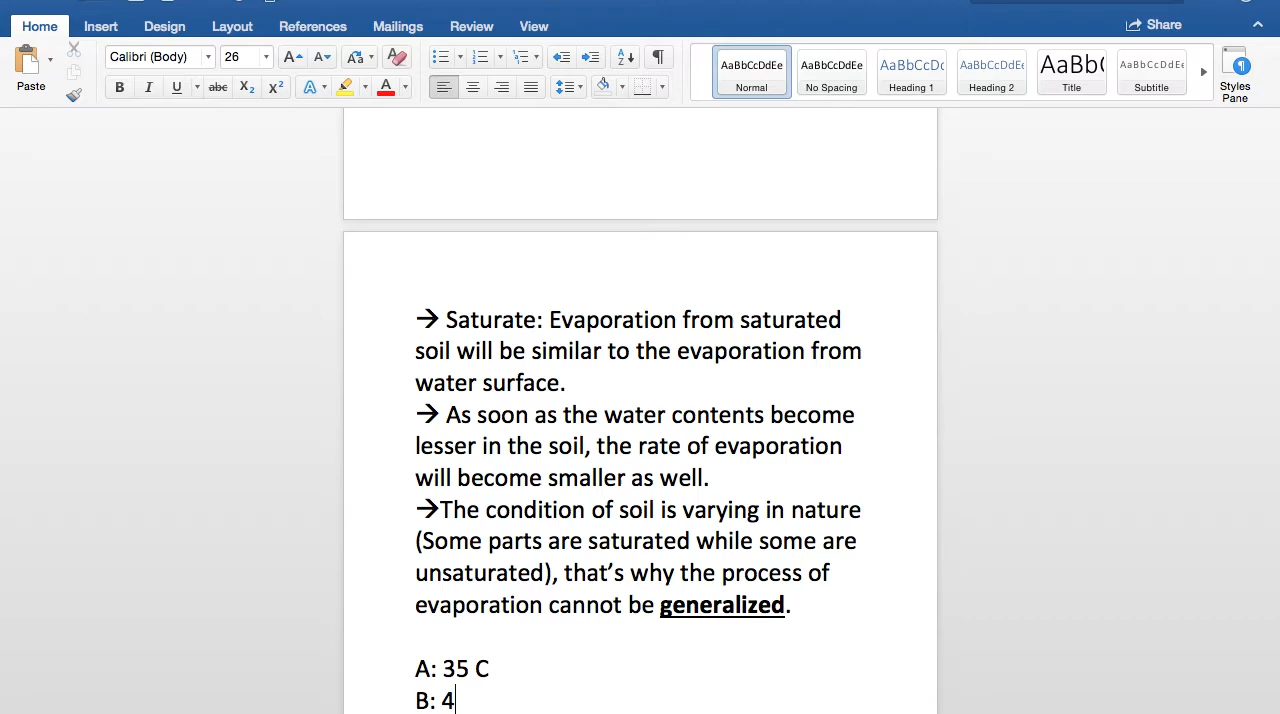 Home Insert Design Layout References Mailings Review View Share
Calibri (Body) 26
Paste
AaBbCcDdEe AaBbCcDdEe AaBbCcDc AaBbCcDdEe AaBb( AaBbCcDdEe
Normal No Spacing Heading 1 Heading 2 Title Subtitle
Styles
Pane
→ Saturate: Evaporation from saturated
soil will be similar to the evaporation from
water surface.
→ As soon as the water contents become
lesser in the soil, the rate of evaporation
will become smaller as well.
→The condition of soil is varying in nature
(Some parts are saturated while some are
unsaturated), that’s why the process of
evaporation cannot be generalized.
A: 35 C
B: 4